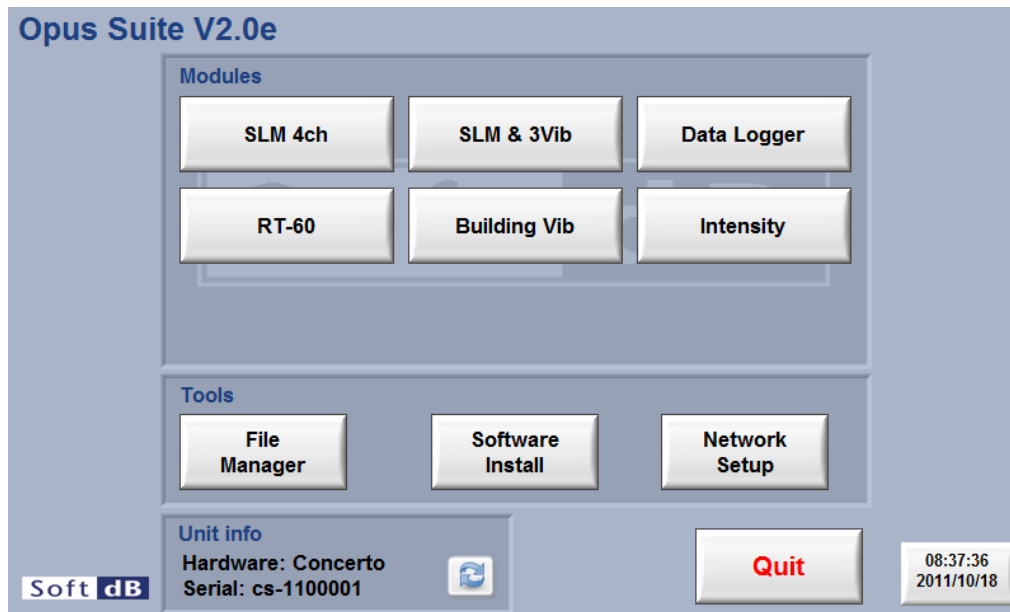 Opus Suite V2.0e
Modules
SLM 4ch
SLM & 3Vib
Data Logger
RT-60
Building Vib
Intensity
Tools
File
Manager
Software
Install
Network
Setup
Unit info
Hardware: Concerto
Serial: cs-1100001
Quit
08:37:36
2011/10/18
Soft dB